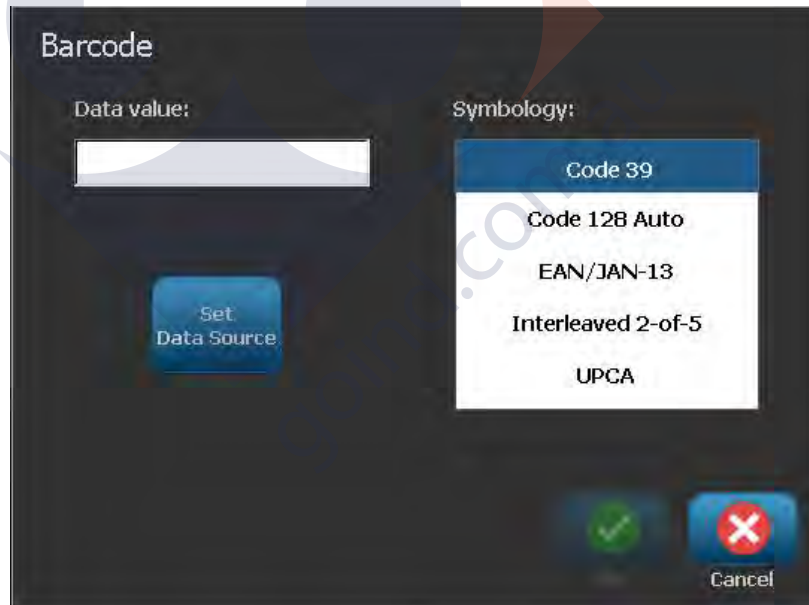 Barcode
Data value:
Symbology:
Code 39
Code 128 Auto
EAN/JAN-13
Interleaved 2-of-5
UPCA
Set
Data Source
Cancel